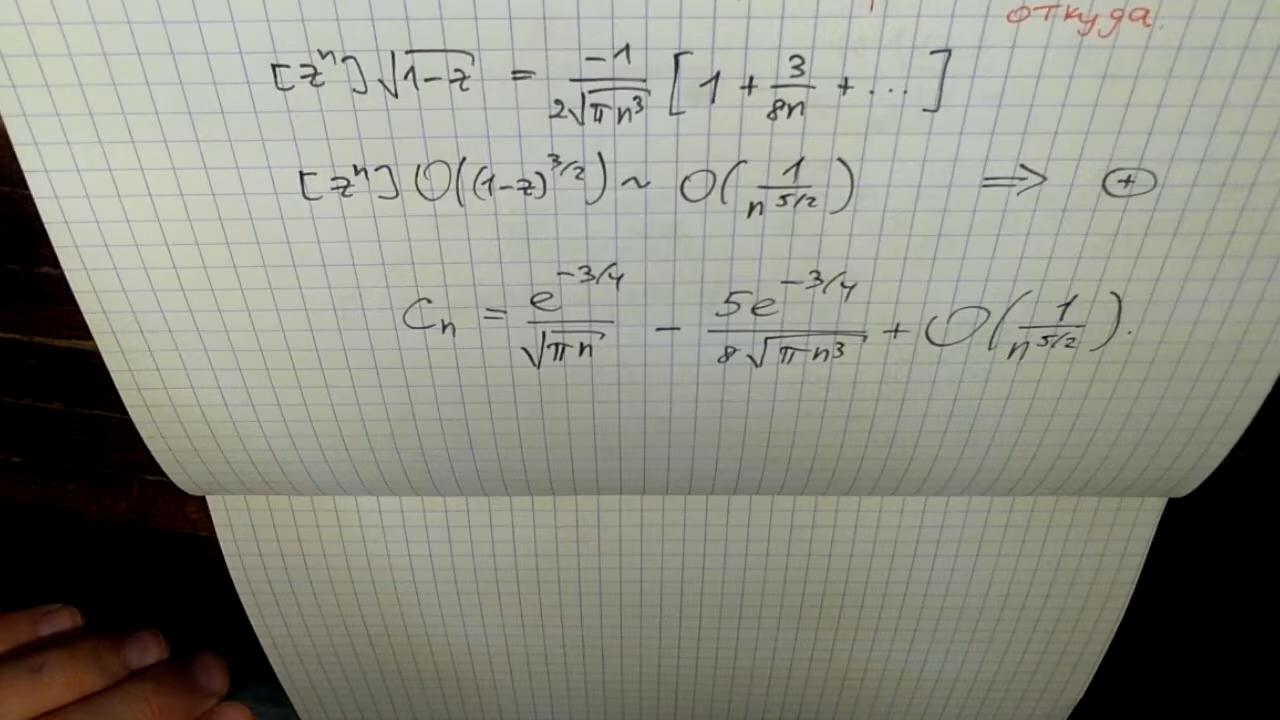 откуда.
[zⁿ] √(1-z) = -1/(2√(πn³)) [1 + 3/(8n) + ...]
[zⁿ] O((1-z)^(3/2)) ~ O(1/n^(5/2)) ⟹ ⊕
Cₙ = e^(-3/4)/√(πn) - 5e^(-3/4)/(8√(πn³)) + O(1/n^(5/2)).